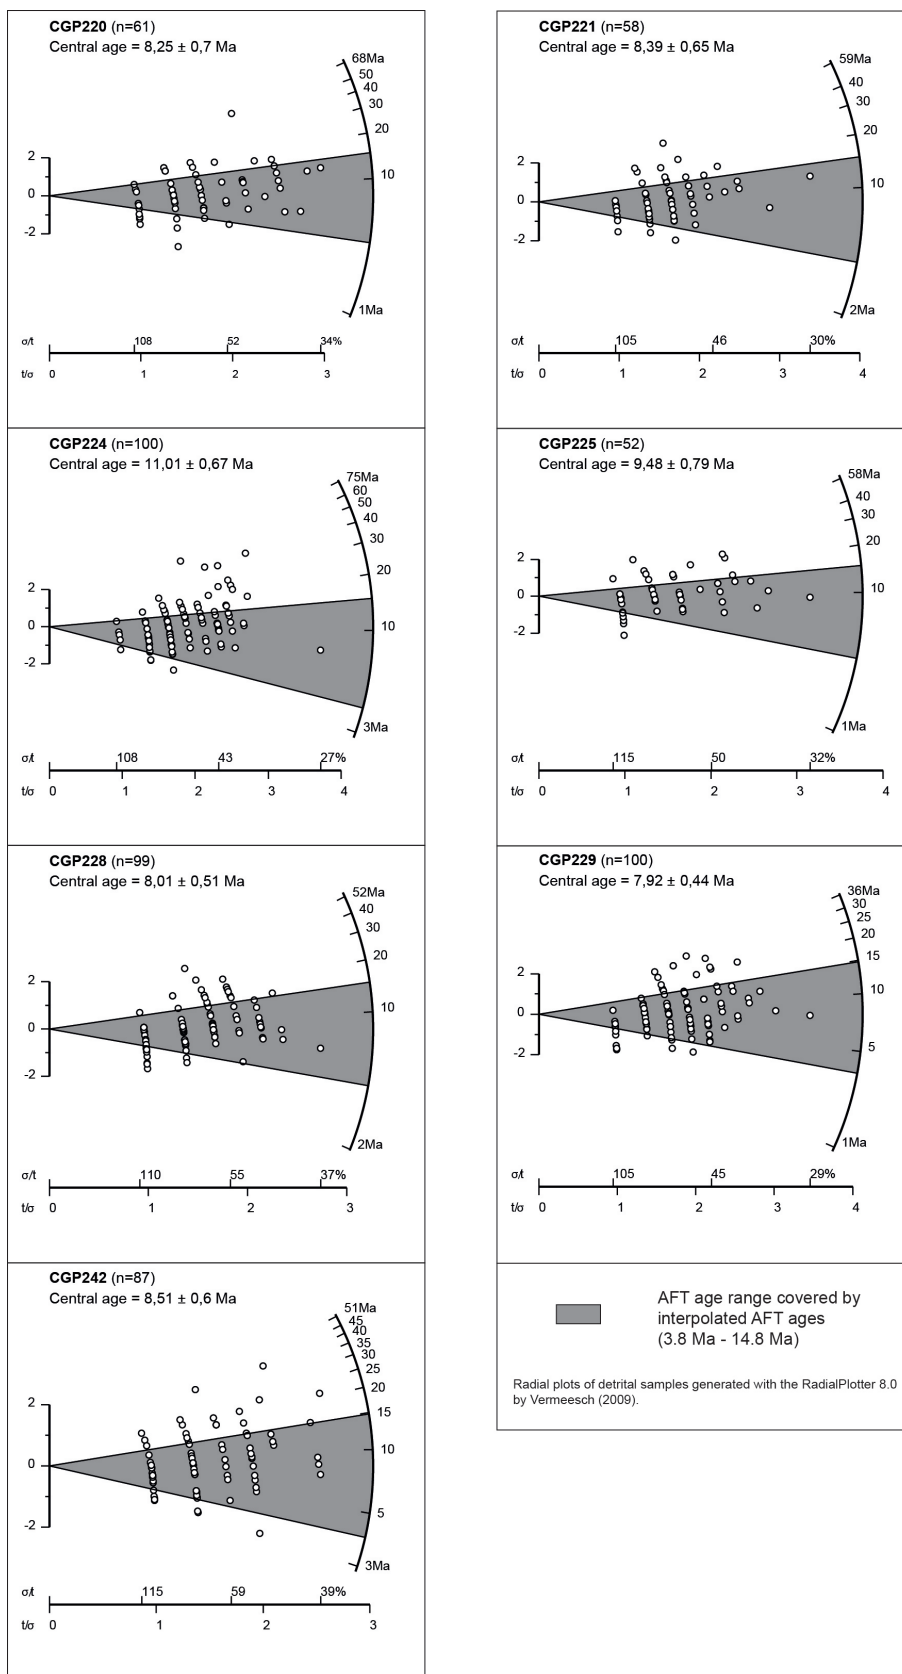 CGP220 (n=61)
Central age = 8,25 ± 0,7 Ma
68Ma
50
40
30
20
10
1Ma
2
0
-2
σ/t 108 52 34%
t/σ 0 1 2 3
CGP221 (n=58)
Central age = 8,39 ± 0,65 Ma
59Ma
40
30
20
10
2Ma
2
0
-2
σ/t 105 46 30%
t/σ 0 1 2 3 4
CGP224 (n=100)
Central age = 11,01 ± 0,67 Ma
75Ma
60
50
40
30
20
10
3Ma
2
0
-2
σ/t 108 43 27%
t/σ 0 1 2 3 4
CGP225 (n=52)
Central age = 9,48 ± 0,79 Ma
58Ma
40
30
20
10
1Ma
2
0
-2
σ/t 115 50 32%
t/σ 0 1 2 3 4
CGP228 (n=99)
Central age = 8,01 ± 0,51 Ma
52Ma
40
30
20
10
2Ma
2
0
-2
σ/t 110 55 37%
t/σ 0 1 2 3
CGP229 (n=100)
Central age = 7,92 ± 0,44 Ma
36Ma
30
25
20
15
10
5
1Ma
2
0
-2
σ/t 105 45 29%
t/σ 0 1 2 3 4
CGP242 (n=87)
Central age = 8,51 ± 0,6 Ma
51Ma
45
40
35
30
25
20
15
10
5
3Ma
2
0
-2
σ/t 115 59 39%
t/σ 0 1 2 3
AFT age range covered by
interpolated AFT ages
(3.8 Ma - 14.8 Ma)
Radial plots of detrital samples generated with the RadialPlotter 8.0
by Vermeesch (2009).